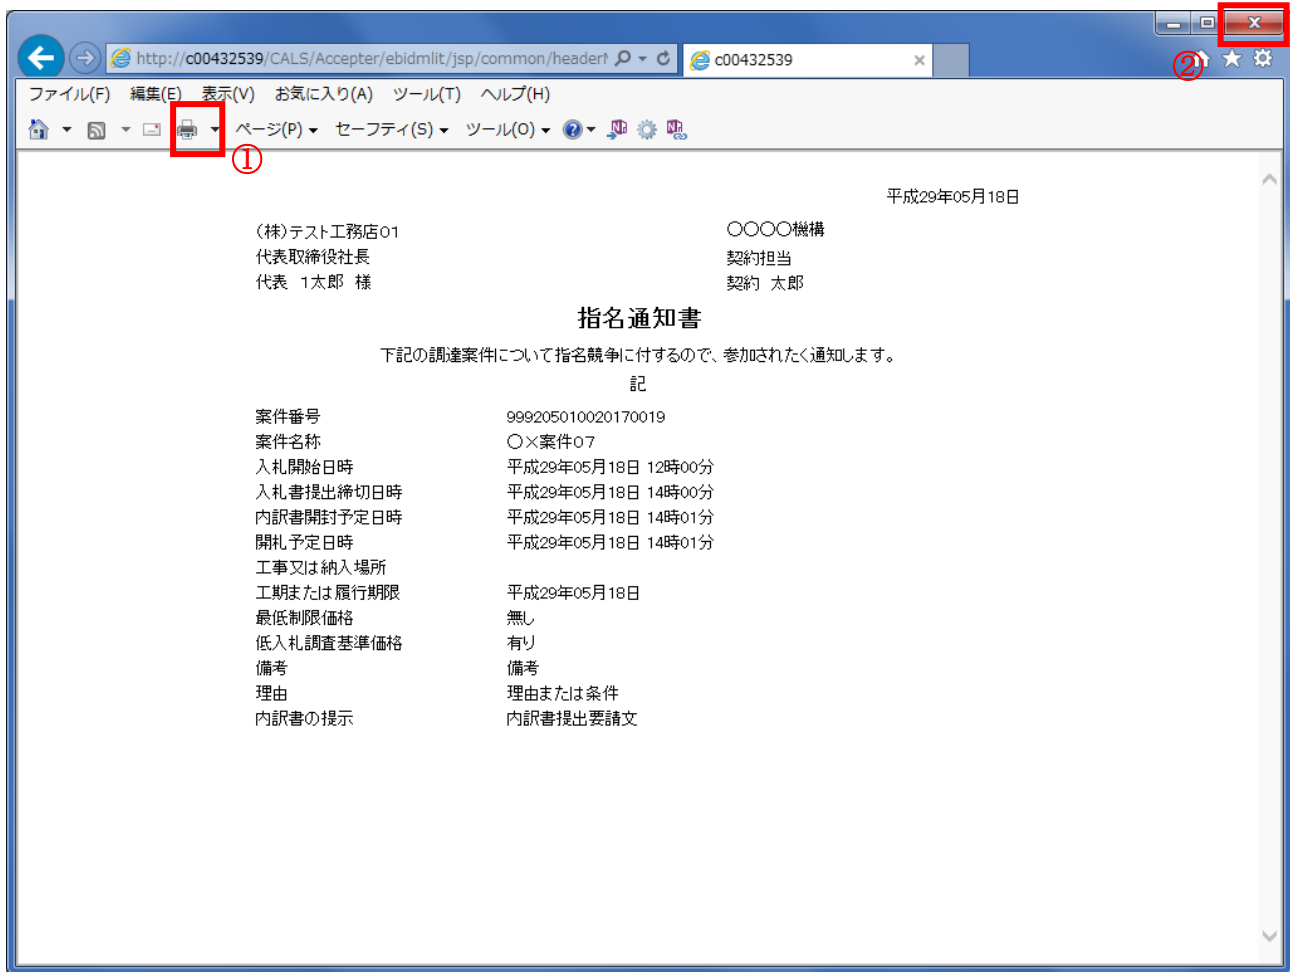 ②
http://c00432539/CALS/Accepter/ebidmlit/jsp/common/header
c00432539
ファイル(F) 編集(E) 表示(V) お気に入り(A) ツール(T) ヘルプ(H)
ページ(P) セーフティ(S) ツール(O)
①
平成29年05月18日
(株)テスト工務店01
代表取締役社長
代表 1太郎 様
〇〇〇〇機構
契約担当
契約 太郎
指名通知書
下記の調達案件について指名競争に付するので、参加されたく通知します。
記
案件番号 999205010020170019
案件名称 〇×案件07
入札開始日時 平成29年05月18日 12時00分
入札書提出締切日時 平成29年05月18日 14時00分
内訳書開封予定日時 平成29年05月18日 14時01分
開札予定日時 平成29年05月18日 14時01分
工事又は納入場所
工期または履行期限 平成29年05月18日
最低制限価格 無し
低入札調査基準価格 有り
備考 備考
理由 理由または条件
内訳書の提示 内訳書提出要請文